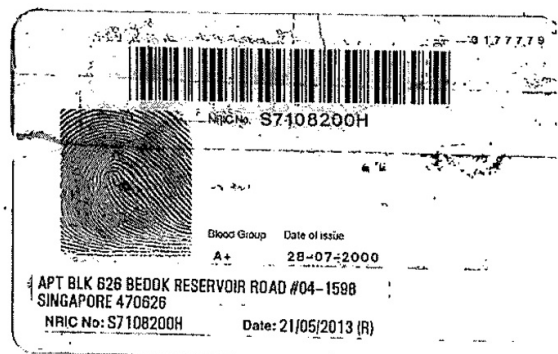 3177779
NRIC No. S7108200H
Blood Group Date of issue
A+ 28-07-2000
APT BLK 626 BEDOK RESERVOIR ROAD #04-1598
SINGAPORE 470626
NRIC No: S7108200H Date: 21/05/2013 (R)